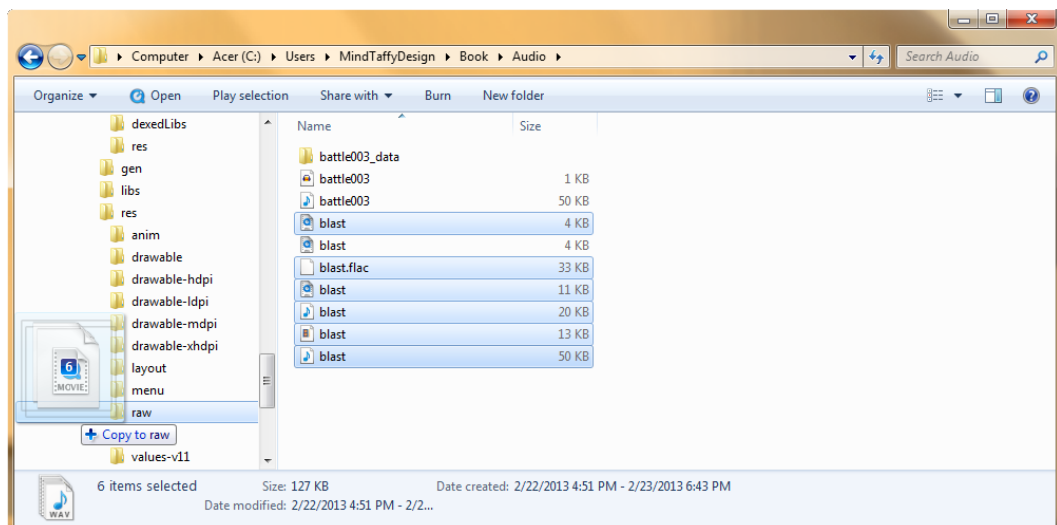 Computer Acer (C:) Users MindTaffyDesign Book Audio
Search Audio
Organize Open Play selection Share with Burn New folder
dexedLibs
res
gen
libs
res
anim
drawable
drawable-hdpi
drawable-ldpi
drawable-mdpi
drawable-xhdpi
layout
menu
raw
values-v11
6
MOVIE
Copy to raw
Name Size
battle003_data
battle003 1 KB
battle003 50 KB
blast 4 KB
blast 4 KB
blast.flac 33 KB
blast 11 KB
blast 20 KB
blast 13 KB
blast 50 KB
WAV
6 items selected Size: 127 KB Date created: 2/22/2013 4:51 PM - 2/23/2013 6:43 PM
Date modified: 2/22/2013 4:51 PM - 2/2...